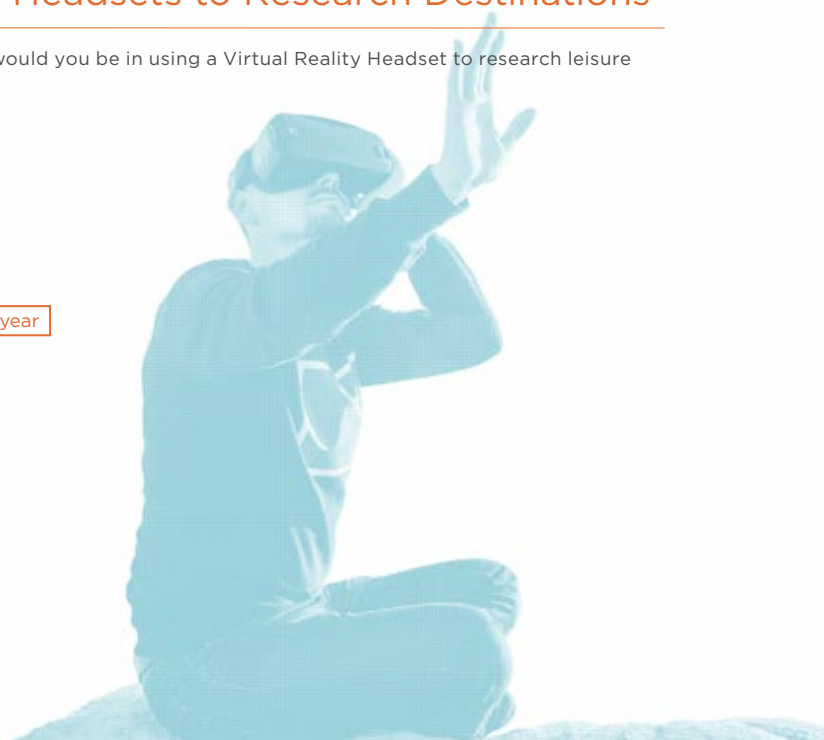 Headsets to Research Destinations
would you be in using a Virtual Reality Headset to research leisure
year